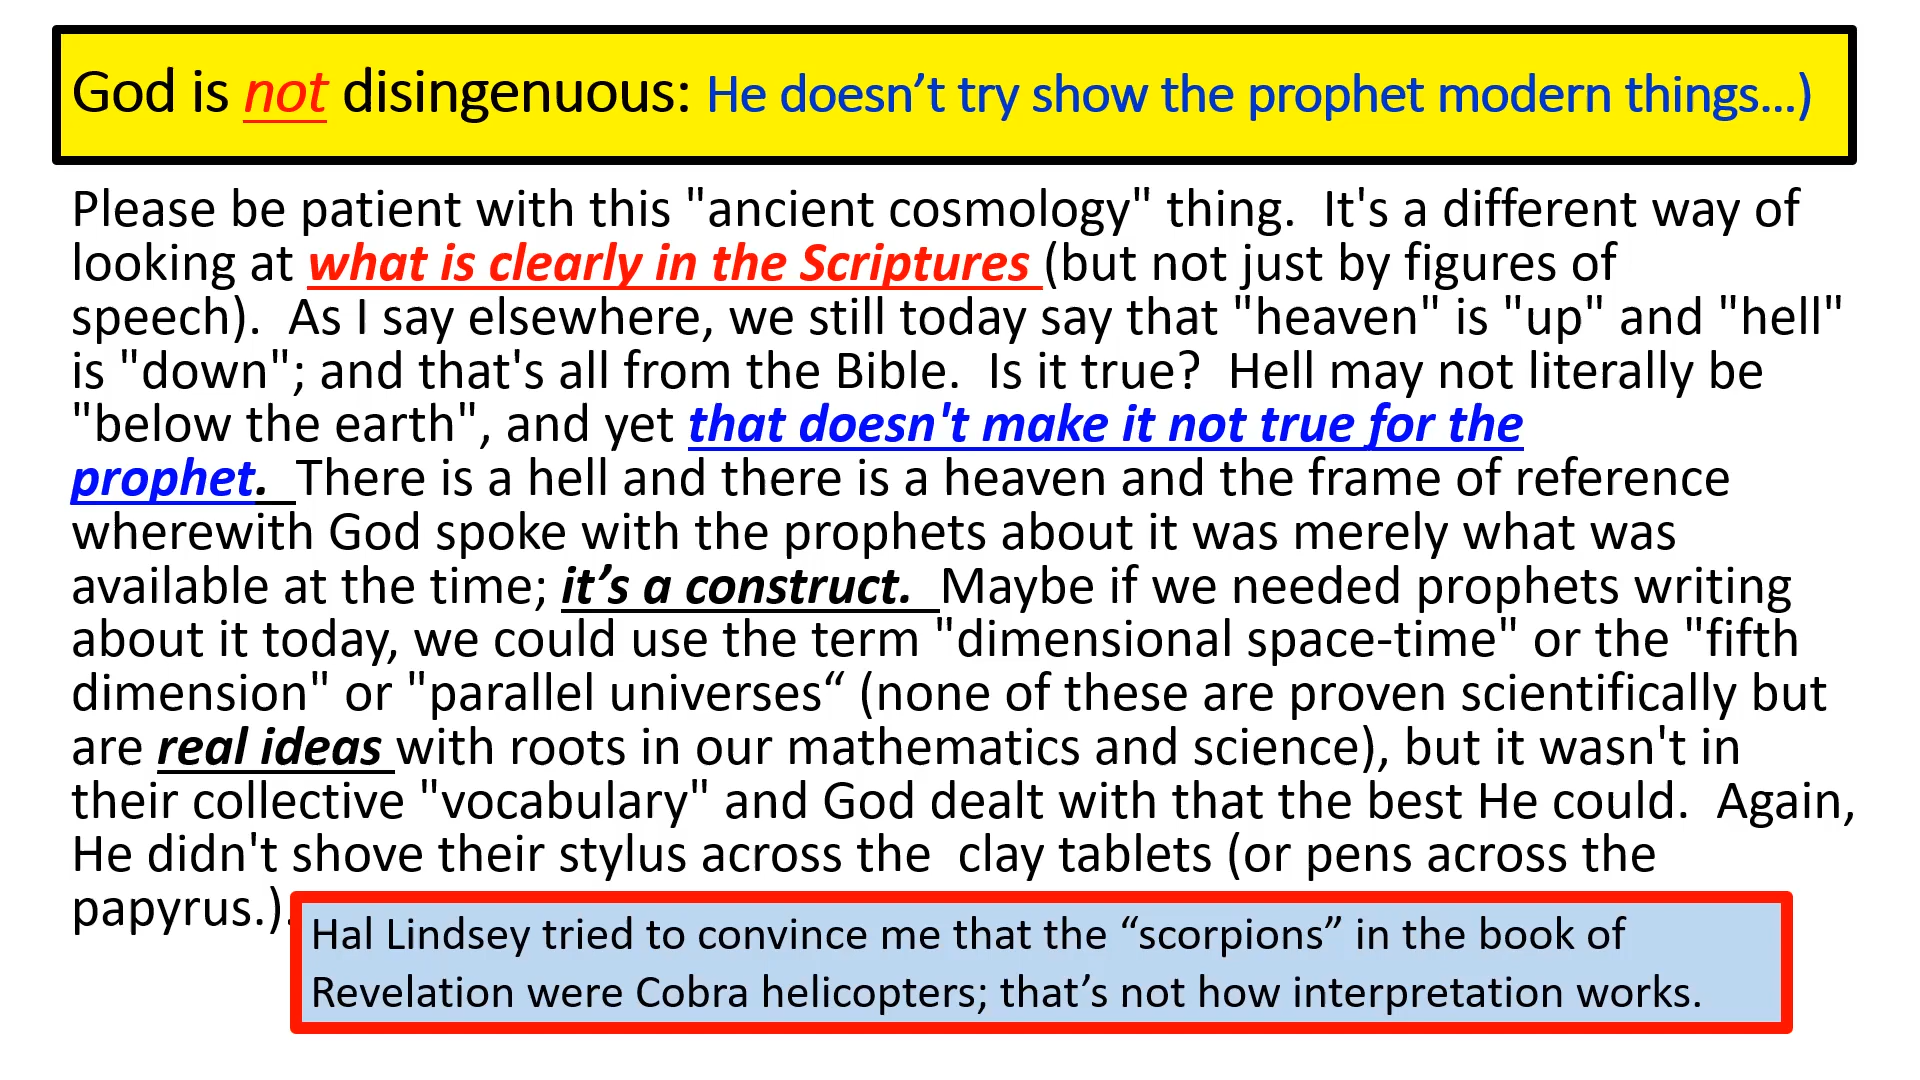 God is not disingenuous: He doesn’t try show the prophet modern things…)
Please be patient with this "ancient cosmology" thing.  It's a different way of
looking at what is clearly in the Scriptures (but not just by figures of
speech).  As I say elsewhere, we still today say that "heaven" is "up" and "hell"
is "down"; and that's all from the Bible.  Is it true?  Hell may not literally be
"below the earth", and yet that doesn't make it not true for the
prophet.  There is a hell and there is a heaven and the frame of reference
wherewith God spoke with the prophets about it was merely what was
available at the time; it’s a construct.  Maybe if we needed prophets writing
about it today, we could use the term "dimensional space-time" or the "fifth
dimension" or "parallel universes“ (none of these are proven scientifically but
are real ideas with roots in our mathematics and science), but it wasn't in
their collective "vocabulary" and God dealt with that the best He could.  Again,
He didn't shove their stylus across the  clay tablets (or pens across the
papyrus.).
Hal Lindsey tried to convince me that the “scorpions” in the book of
Revelation were Cobra helicopters; that’s not how interpretation works.